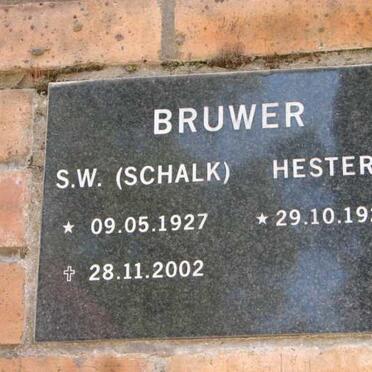 BRUWER
S.W. (SCHALK) HESTER
★ 09.05.1927 ★ 29.10.19
✝ 28.11.2002